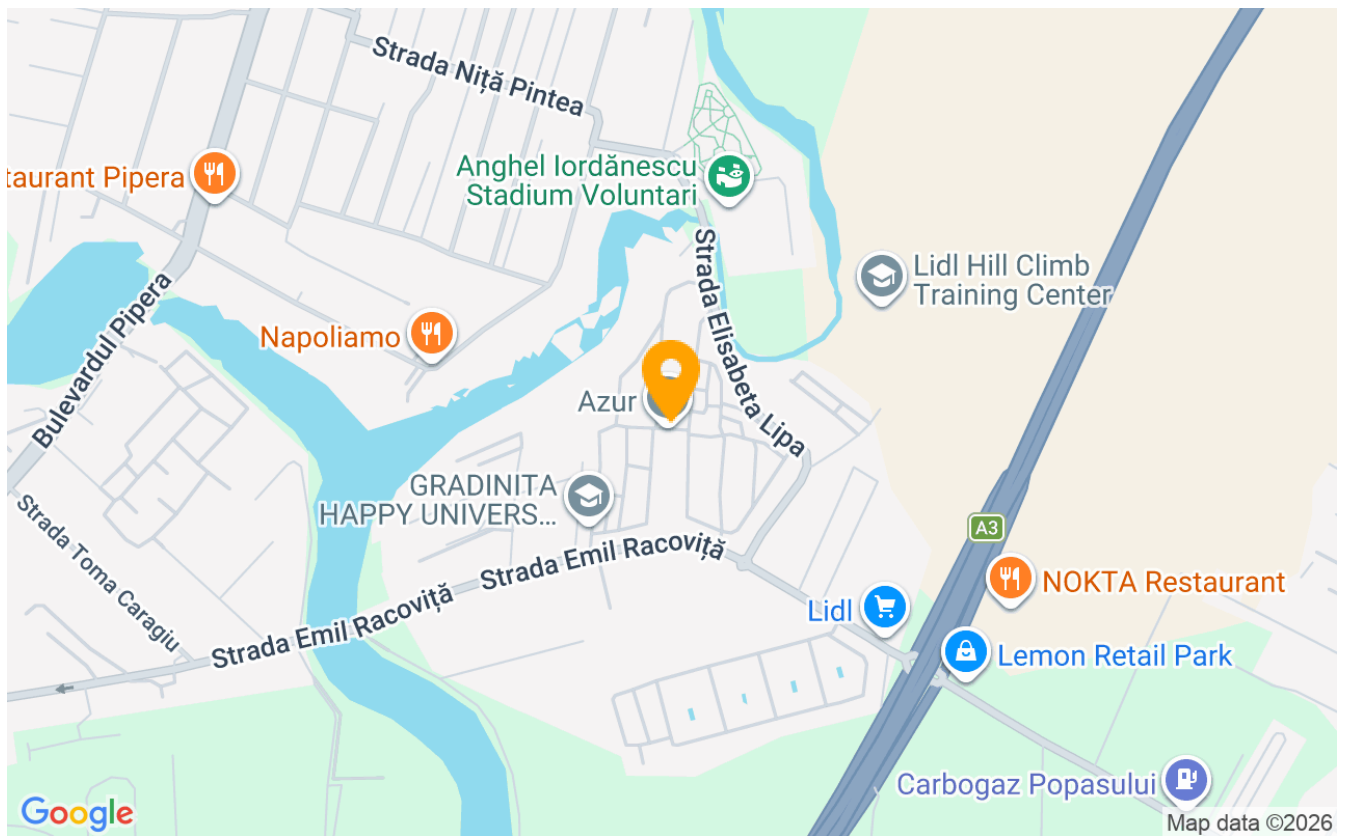 Strada Niță Pintea
taurant Pipera
Anghel Iordănescu
Stadium Voluntari
Strada Elisabeta Lipa
Lidl Hill Climb
Training Center
Bulevardul Pipera
Napoliamo
Azur
GRADINITA
HAPPY UNIVERS...
Strada Toma Caragiu
Strada Emil Racoviță
Strada Emil Racoviță
A3
NOKTA Restaurant
Lidl
Lemon Retail Park
Carbogaz Popasului
Google
Map data ©2026